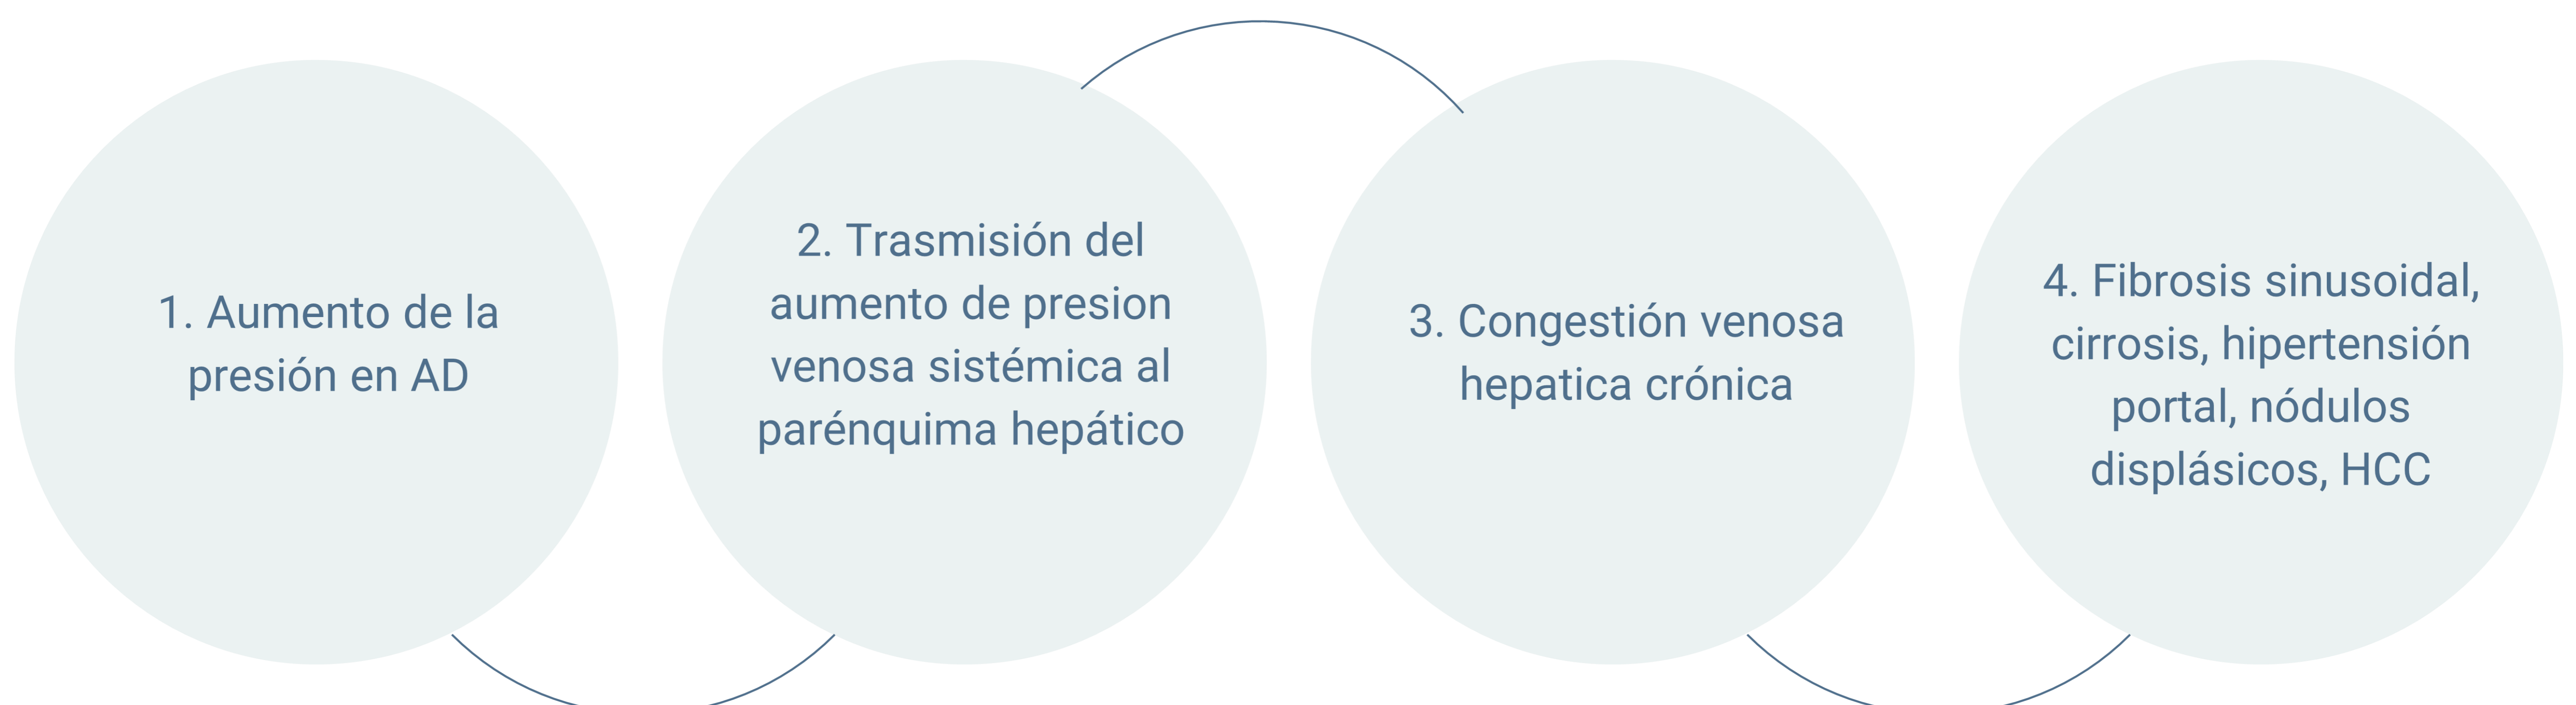 1. Aumento de la
presión en AD
2. Trasmisión del
aumento de presion
venosa sistémica al
parénquima hepático
3. Congestión venosa
hepatica crónica
4. Fibrosis sinusoidal,
cirrosis, hipertensión
portal, nódulos
displásicos, HCC